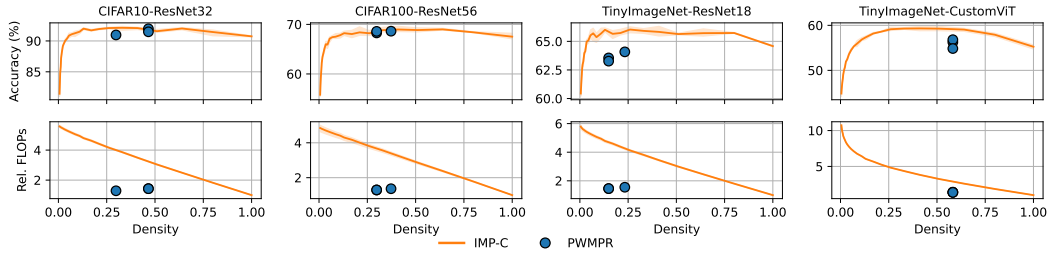 CIFAR10-ResNet32
CIFAR100-ResNet56
TinyImageNet-ResNet18
TinyImageNet-CustomViT
Accuracy (%)
90
85
70
60
65.0
62.5
60.0
60
50
Rel. FLOPs
4
2
4
2
6
4
2
10
5
0.00 0.25 0.50 0.75 1.00
0.00 0.25 0.50 0.75 1.00
0.00 0.25 0.50 0.75 1.00
0.00 0.25 0.50 0.75 1.00
Density
Density
Density
Density
IMP-C
PWMPR